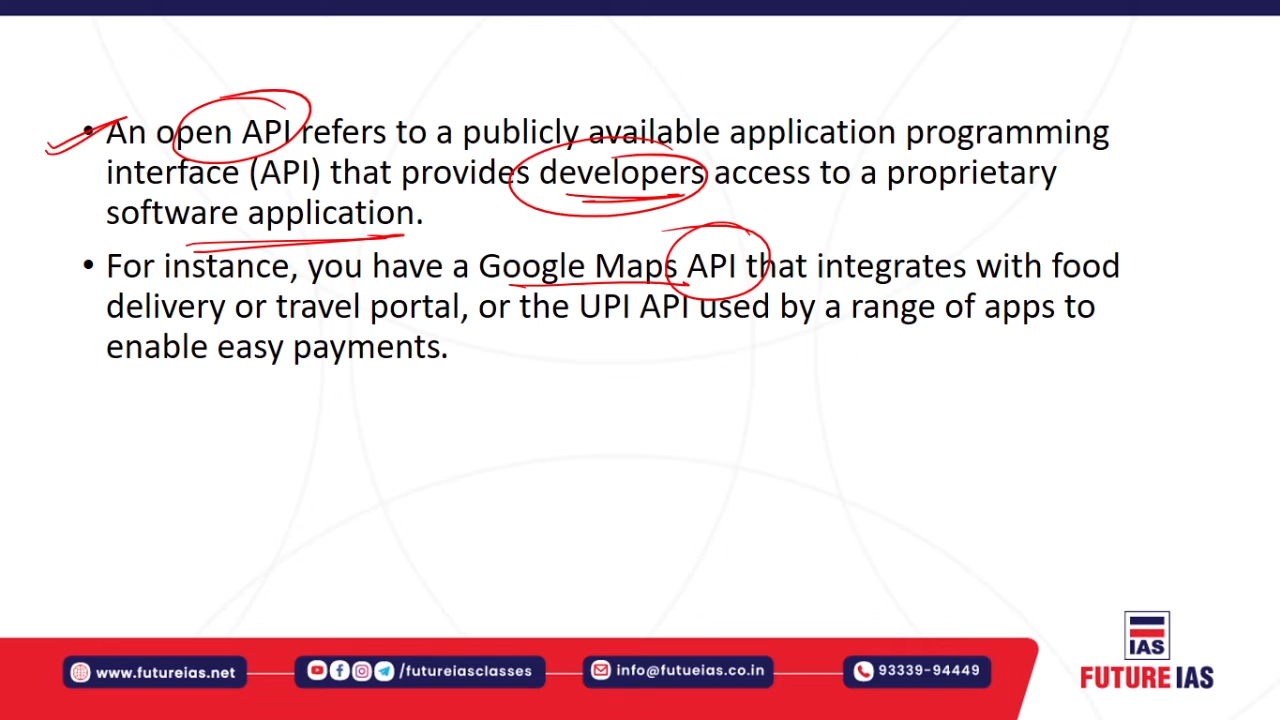 • An open API refers to a publicly available application programming
interface (API) that provides developers access to a proprietary
software application.
• For instance, you have a Google Maps API that integrates with food
delivery or travel portal, or the UPI API used by a range of apps to
enable easy payments.
IAS
FUTURE IAS
www.futureias.net
/futureiasclasses
info@futueias.co.in
93339-94449